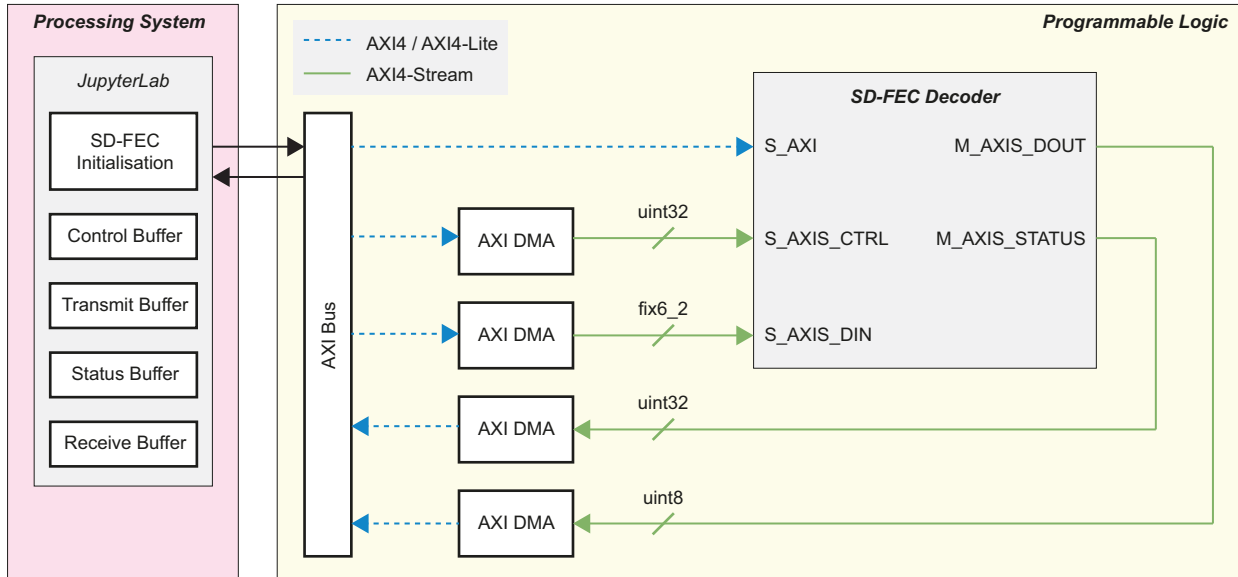 Processing System
JupyterLab
SD-FEC
Initialisation
Control Buffer
Transmit Buffer
Status Buffer
Receive Buffer
Programmable Logic
AXI4 / AXI4-Lite
AXI4-Stream
AXI Bus
SD-FEC Decoder
S_AXI
M_AXIS_DOUT
AXI DMA
uint32
S_AXIS_CTRL
M_AXIS_STATUS
AXI DMA
fix6_2
S_AXIS_DIN
AXI DMA
uint32
AXI DMA
uint8